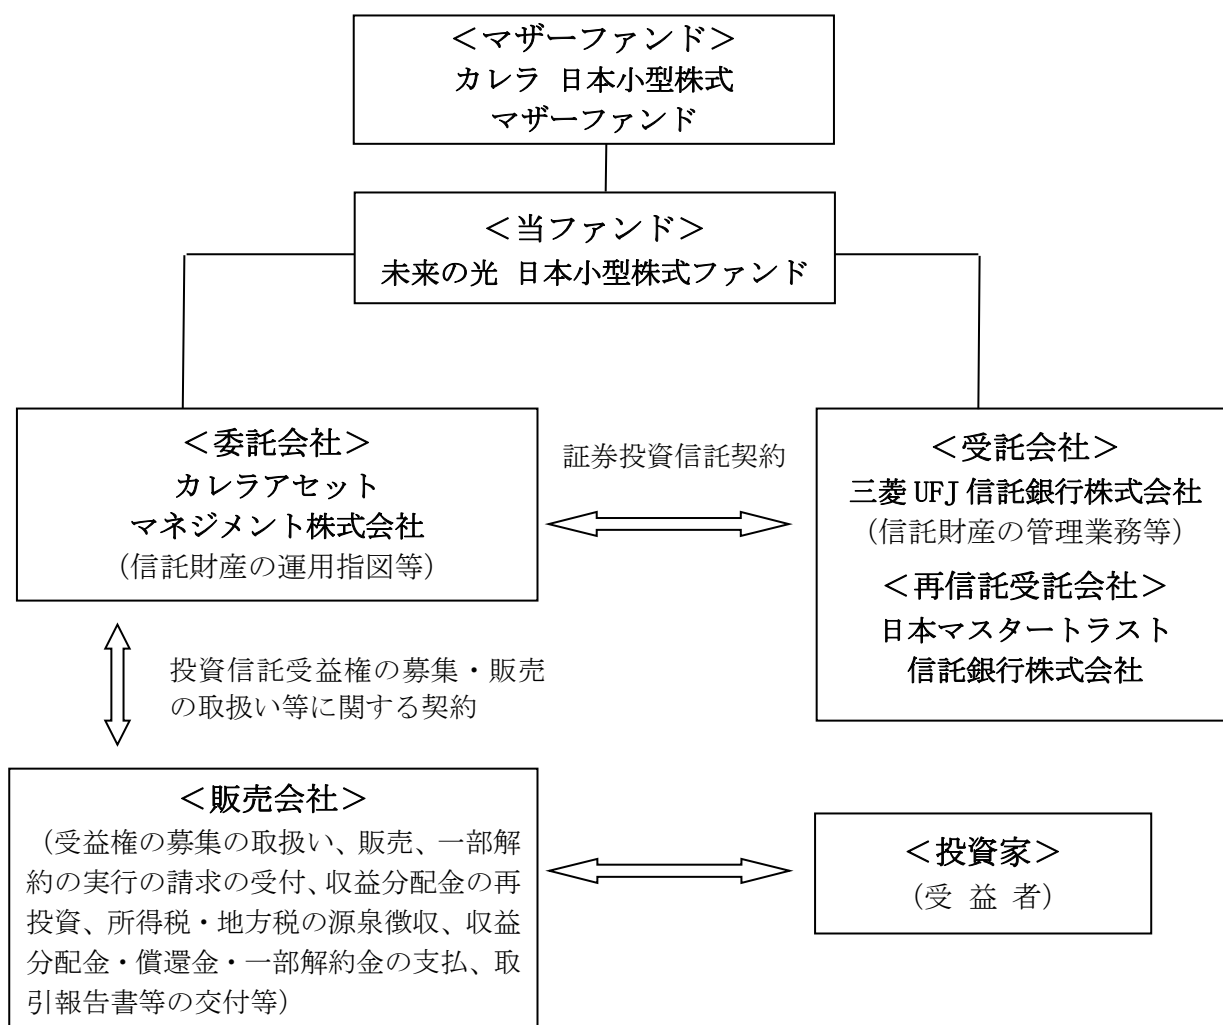 ＜マザーファンド＞
カレラ 日本小型株式
マザーファンド
＜当ファンド＞
未来の光 日本小型株式ファンド
＜委託会社＞
カレラアセット
マネジメント株式会社
（信託財産の運用指図等）
証券投資信託契約
＜受託会社＞
三菱 UFJ 信託銀行株式会社
（信託財産の管理業務等）
＜再信託受託会社＞
日本マスタートラスト
信託銀行株式会社
投資信託受益権の募集・販売
の取扱い等に関する契約
＜販売会社＞
（受益権の募集の取扱い、販売、一部解
約の実行の請求の受付、収益分配金の再
投資、所得税・地方税の源泉徴収、収益
分配金・償還金・一部解約金の支払、取
引報告書等の交付等）
＜投資家＞
（受 益 者）